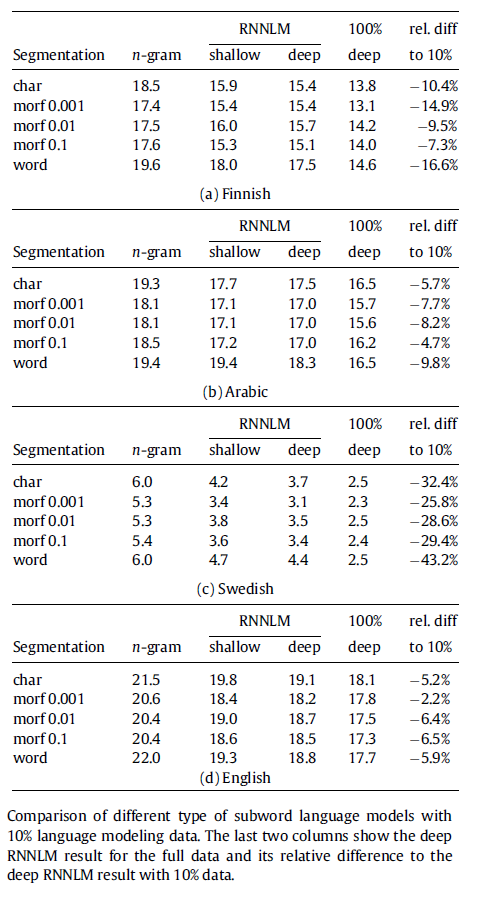 RNNLM 100% rel. diff
Segmentation n-gram shallow deep deep to 10%
char 18.5 15.9 15.4 13.8 −10.4%
morf 0.001 17.4 15.4 15.4 13.1 −14.9%
morf 0.01 17.5 16.0 15.7 14.2 −9.5%
morf 0.1 17.6 15.3 15.1 14.0 −7.3%
word 19.6 18.0 17.5 14.6 −16.6%
(a) Finnish
RNNLM 100% rel. diff
Segmentation n-gram shallow deep deep to 10%
char 19.3 17.7 17.5 16.5 −5.7%
morf 0.001 18.1 17.1 17.0 15.7 −7.7%
morf 0.01 18.1 17.1 17.0 15.6 −8.2%
morf 0.1 18.5 17.2 17.0 16.2 −4.7%
word 19.4 19.4 18.3 16.5 −9.8%
(b) Arabic
RNNLM 100% rel. diff
Segmentation n-gram shallow deep deep to 10%
char 6.0 4.2 3.7 2.5 −32.4%
morf 0.001 5.3 3.4 3.1 2.3 −25.8%
morf 0.01 5.3 3.8 3.5 2.5 −28.6%
morf 0.1 5.4 3.6 3.4 2.4 −29.4%
word 6.0 4.7 4.4 2.5 −43.2%
(c) Swedish
RNNLM 100% rel. diff
Segmentation n-gram shallow deep deep to 10%
char 21.5 19.8 19.1 18.1 −5.2%
morf 0.001 20.6 18.4 18.2 17.8 −2.2%
morf 0.01 20.4 19.0 18.7 17.5 −6.4%
morf 0.1 20.4 18.6 18.5 17.3 −6.5%
word 22.0 19.3 18.8 17.7 −5.9%
(d) English
Comparison of different type of subword language models with
10% language modeling data. The last two columns show the deep
RNNLM result for the full data and its relative difference to the
deep RNNLM result with 10% data.